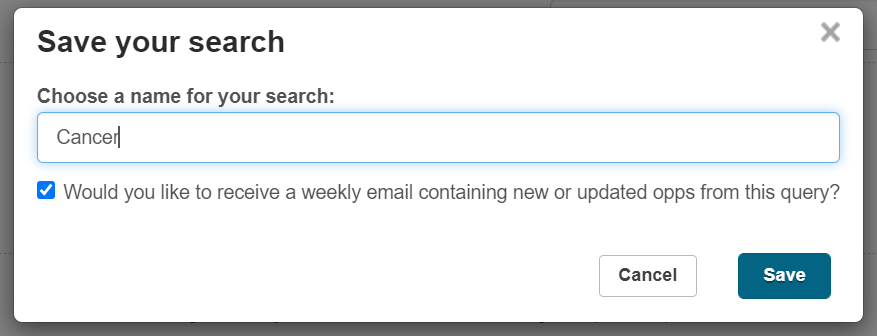 Save your search
×
Choose a name for your search:
Cancer
Would you like to receive a weekly email containing new or updated opps from this query?
Cancel
Save